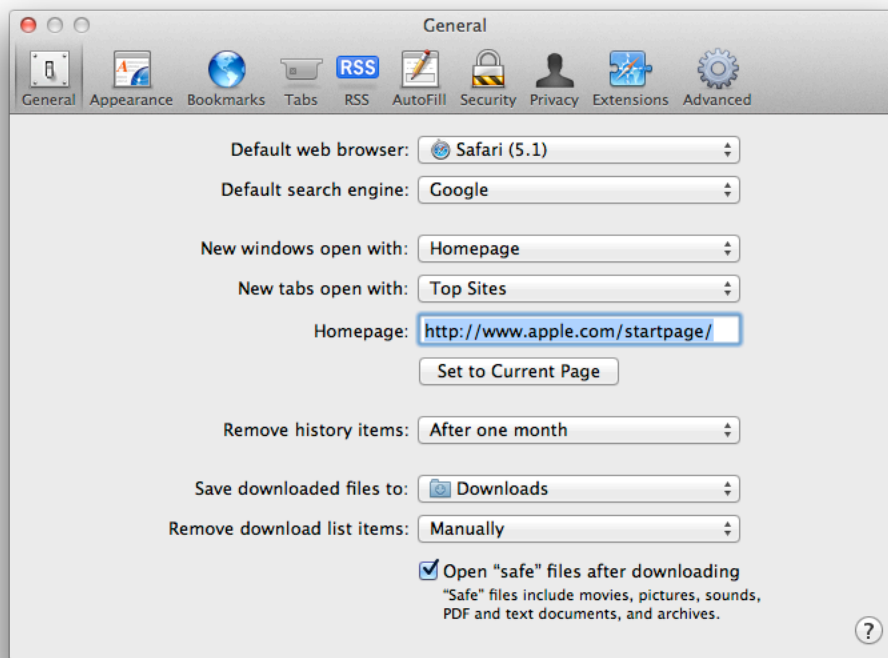 General
RSS
General Appearance Bookmarks Tabs RSS AutoFill Security Privacy Extensions Advanced
Default web browser: Safari (5.1)
Default search engine: Google
New windows open with: Homepage
New tabs open with: Top Sites
Homepage: http://www.apple.com/startpage/
Set to Current Page
Remove history items: After one month
Save downloaded files to: Downloads
Remove download list items: Manually
Open “safe” files after downloading
“Safe” files include movies, pictures, sounds,
PDF and text documents, and archives.
?